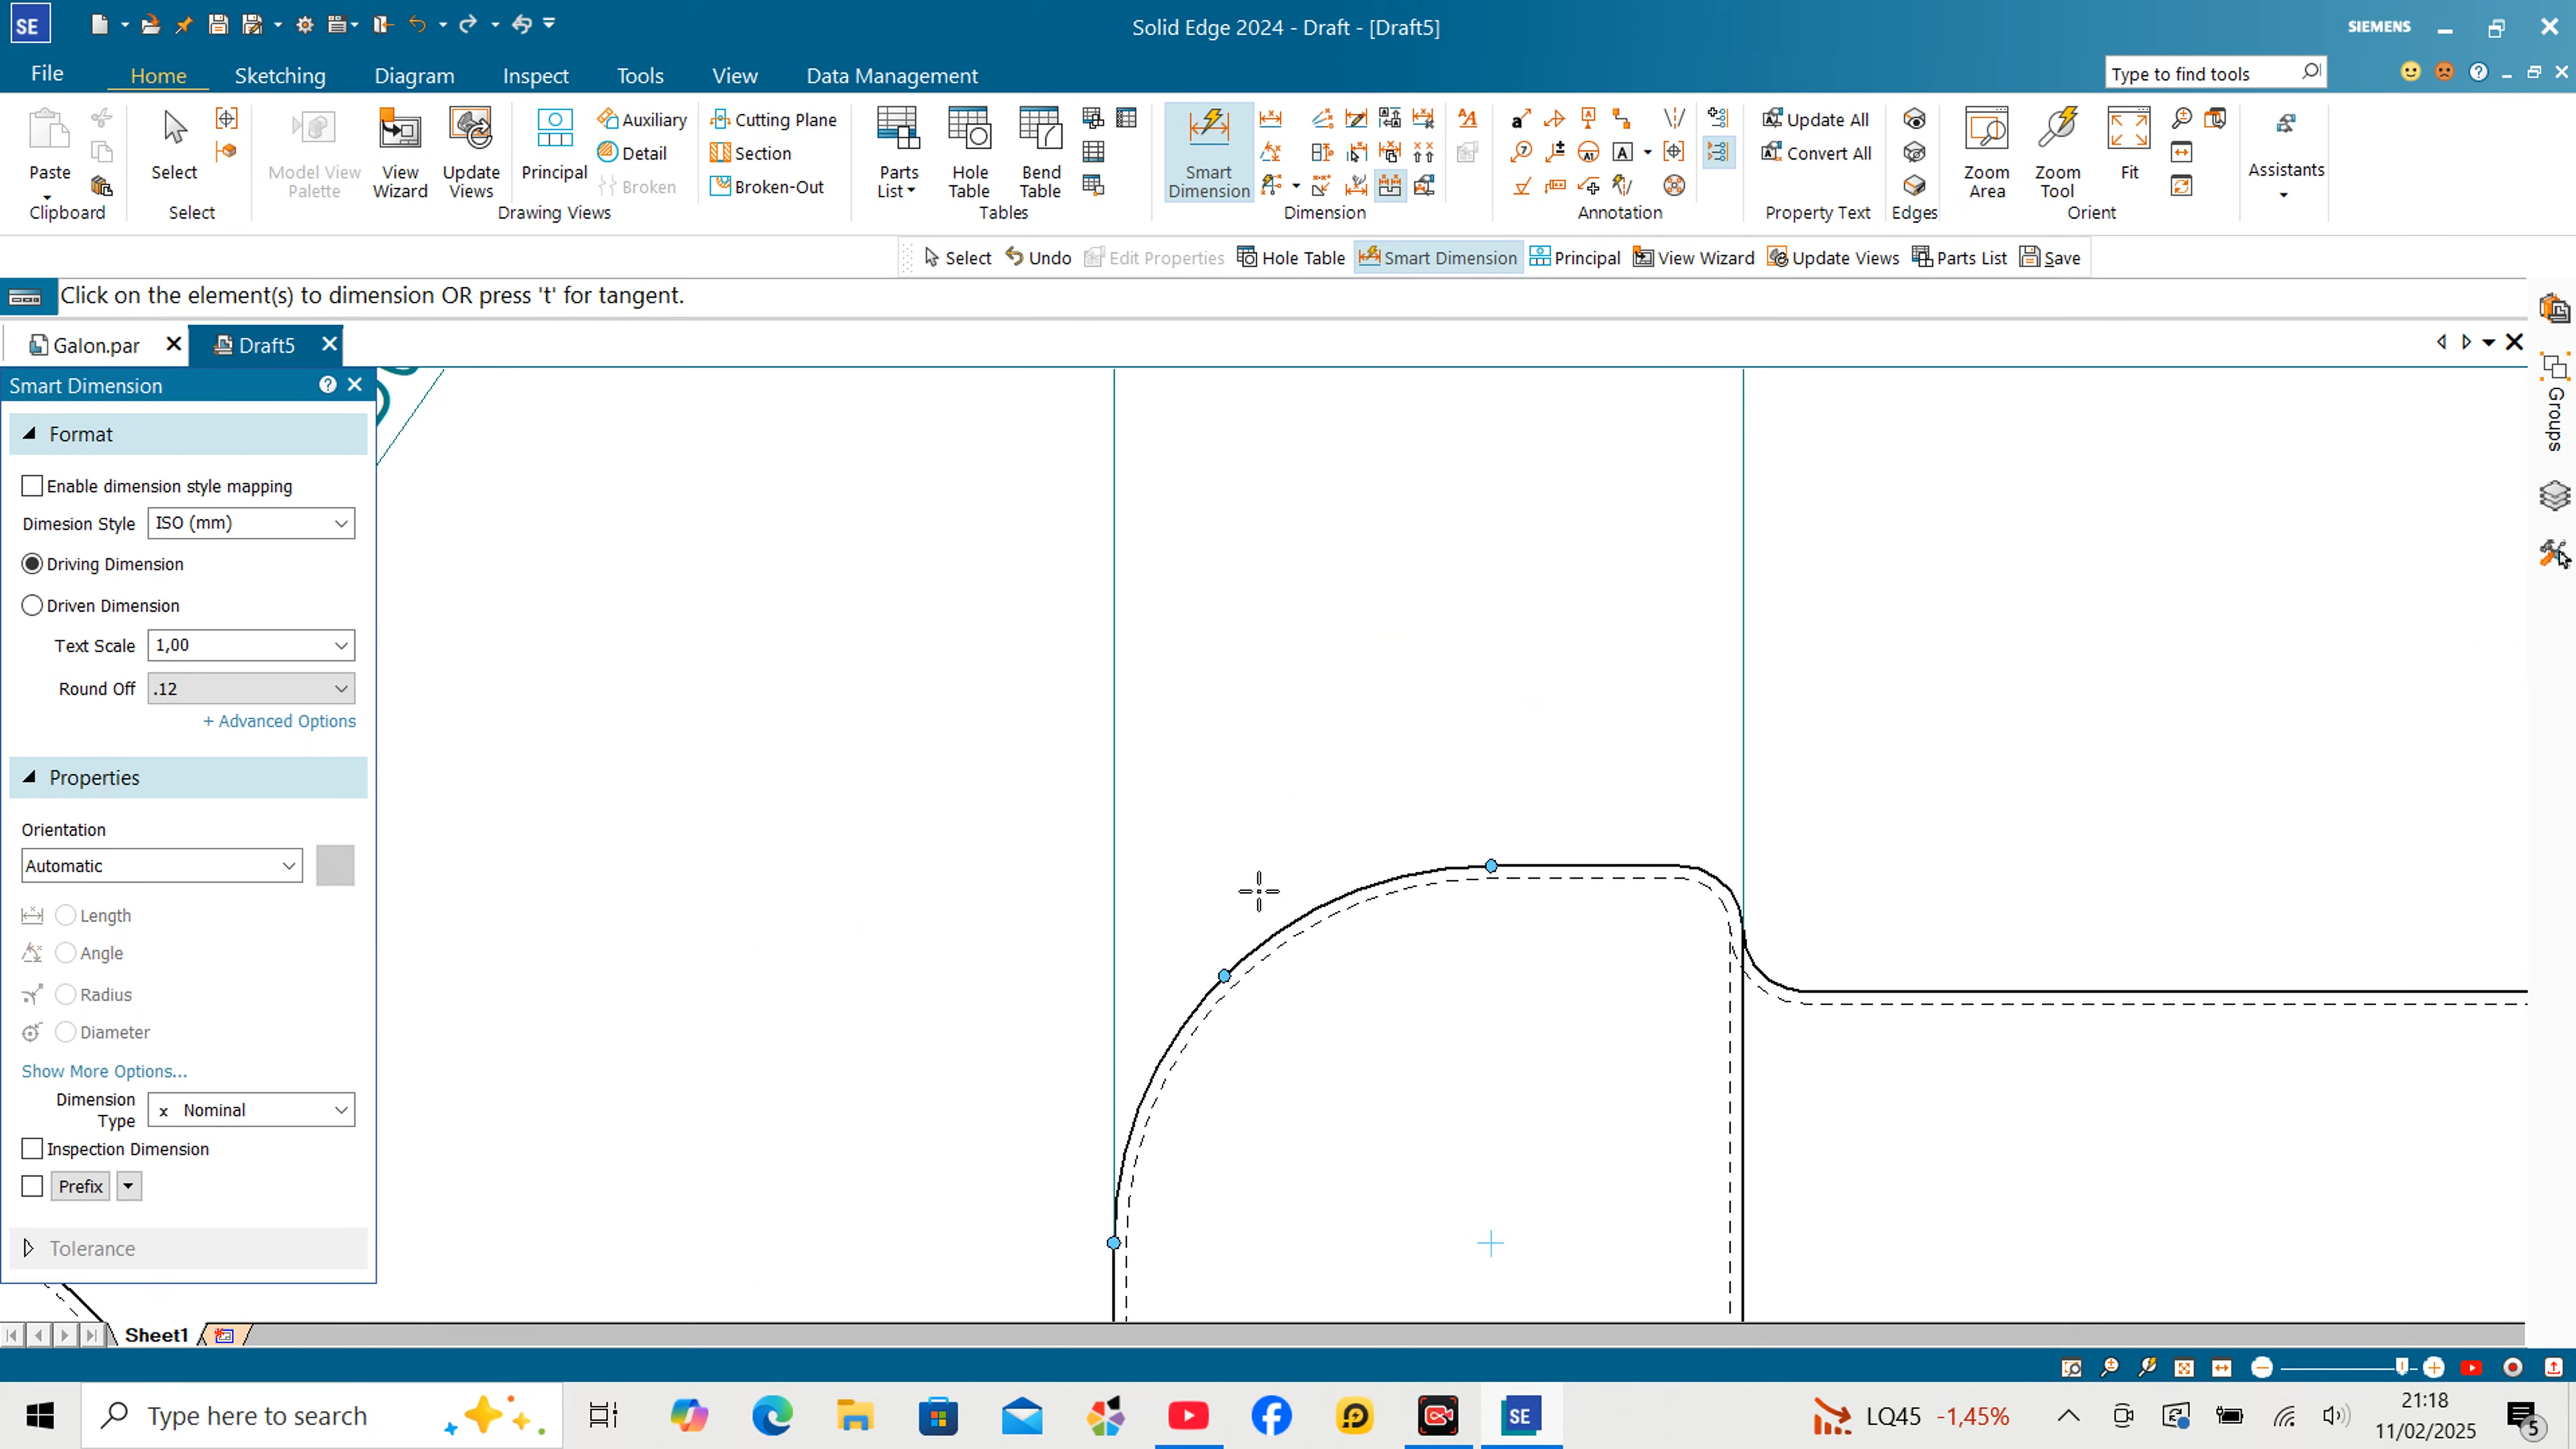 SE
Solid Edge 2024 - Draft - [Draft5]
SIEMENS
File
Home
Sketching
Diagram
Inspect
Tools
View
Data Management
Type to find tools
Paste
Clipboard
Select
Select
Model View Palette
View Wizard
Update Views
Principal
Auxiliary
Detail
Broken
Drawing Views
Cutting Plane
Section
Broken-Out
Parts List
Hole Table
Bend Table
Tables
Smart Dimension
Dimension
Annotation
Update All
Convert All
Property Text
Edges
Zoom Area
Zoom Tool
Fit
Orient
Assistants
Select
Undo
Edit Properties
Hole Table
Smart Dimension
Principal
View Wizard
Update Views
Parts List
Save
Click on the element(s) to dimension OR press 't' for tangent.
Galon.par
Draft5
Smart Dimension
Format
Enable dimension style mapping
Dimesion Style
ISO (mm)
Driving Dimension
Driven Dimension
Text Scale
1,00
Round Off
.12
+ Advanced Options
Properties
Orientation
Automatic
Length
Angle
Radius
Diameter
Show More Options...
Dimension Type
x Nominal
Inspection Dimension
Prefix
Tolerance
Groups
Sheet1
Type here to search
SE
LQ45 -1,45%
21:18
11/02/2025
5